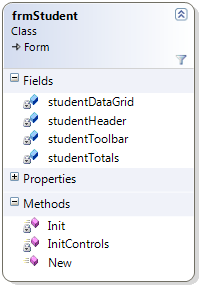 frmStudent
Class
Form
Fields
studentDataGrid
studentHeader
studentToolbar
studentTotals
Properties
Methods
Init
InitControls
New